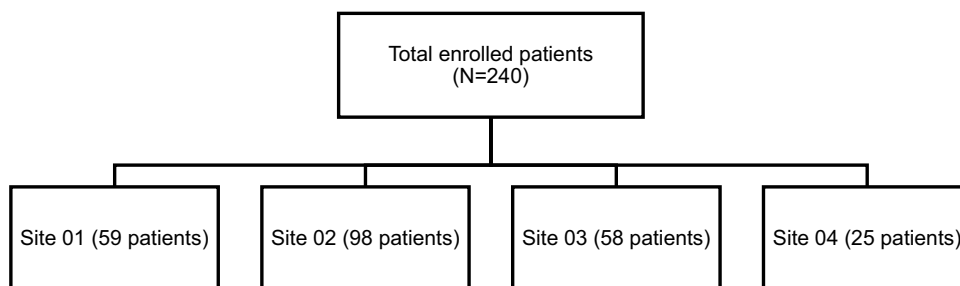 Total enrolled patients
(N=240)
Site 01 (59 patients)
Site 02 (98 patients)
Site 03 (58 patients)
Site 04 (25 patients)